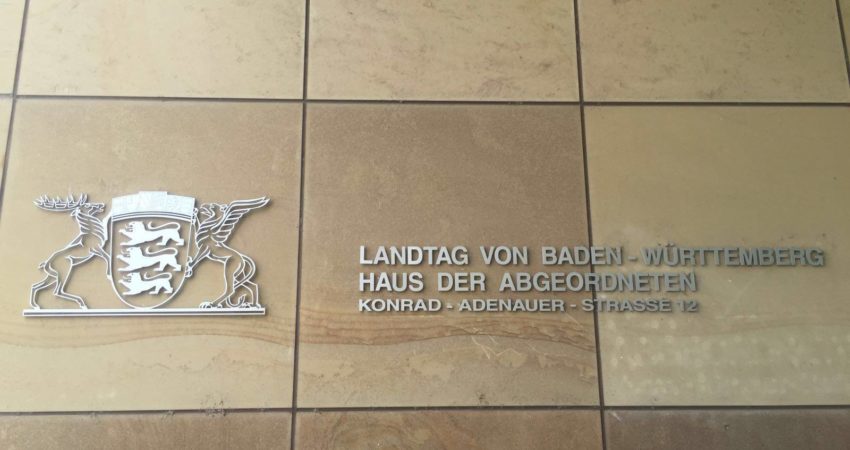 LANDTAG VON BADEN - WÜRTTEMBERG
HAUS DER ABGEORDNETEN
KONRAD - ADENAUER - STRASSE 12